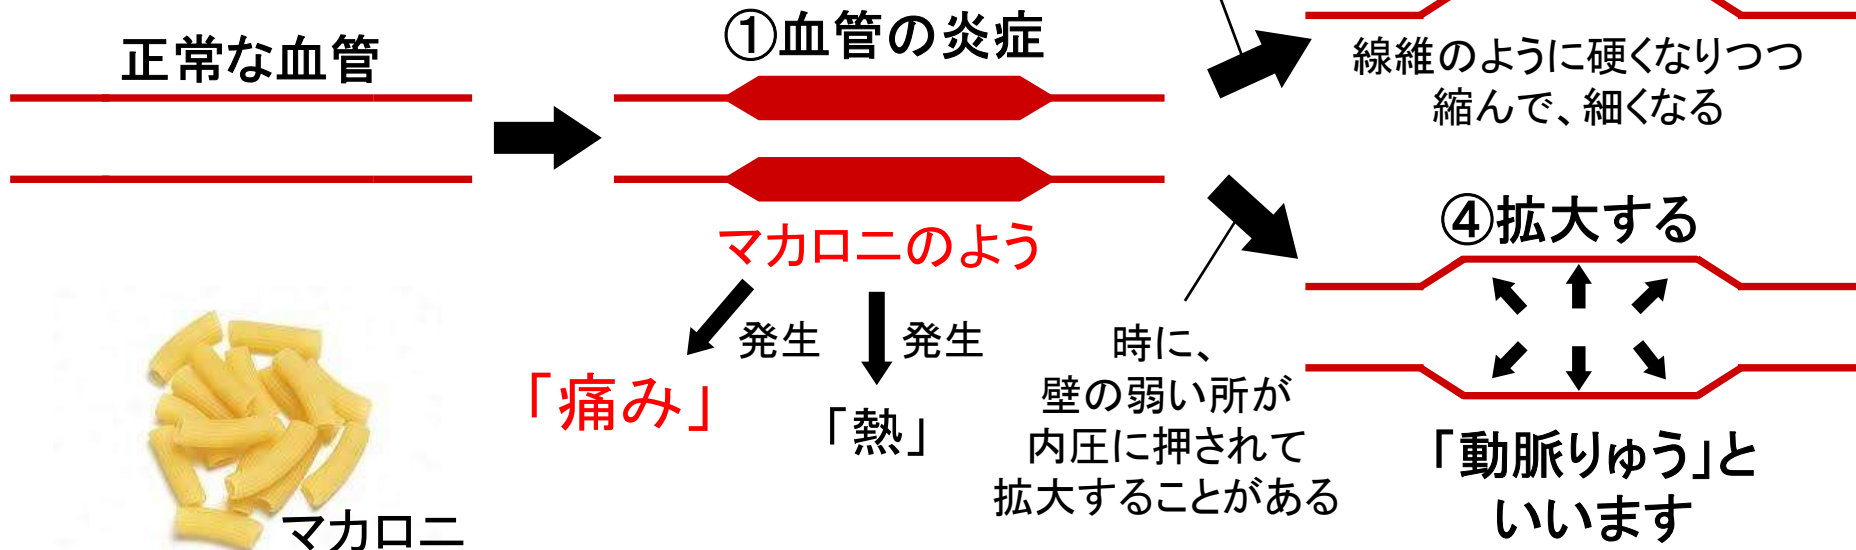 正常な血管
①血管の炎症
マカロニのよう
発生
発生
「痛み」
「熱」
マカロニ
線維のように硬くなりつつ
縮んで、細くなる
時に、
壁の弱い所が
内圧に押されて
拡大することがある
④拡大する
「動脈りゅう」と
いいます